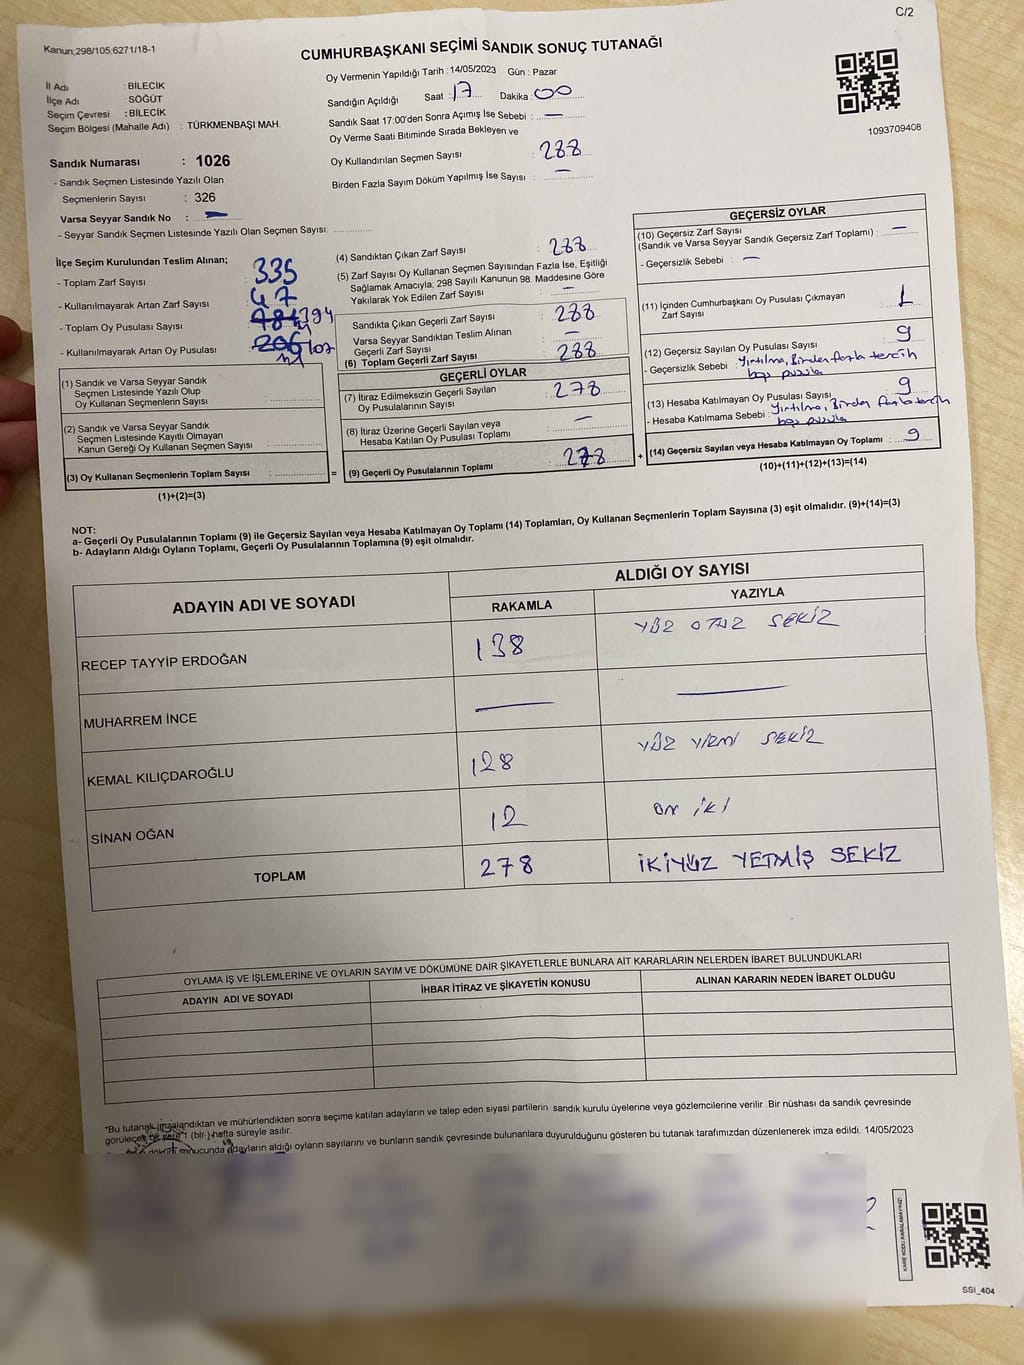 C/2
Kanun;298/105;6271/18-1
CUMHURBAŞKANI SEÇİMİ SANDIK SONUÇ TUTANAĞI
İl Adı : BİLECİK
İlçe Adı : SÖĞÜT
Seçim Çevresi : BİLECİK
Seçim Bölgesi (Mahalle Adı) : TÜRKMENBAŞI MAH.
Sandık Numarası : 1026
- Sandık Seçmen Listesinde Yazılı Olan
Seçmenlerin Sayısı : 326
Varsa Seyyar Sandık No : —
- Seyyar Sandık Seçmen Listesinde Yazılı Olan Seçmen Sayısı:
Oy Vermenin Yapıldığı Tarih : 14/05/2023 Gün : Pazar
Sandığın Açıldığı Saat : 17 Dakika : 00
Sandık Saat 17:00'den Sonra Açımış İse Sebebi : —
Oy Verme Saati Bitiminde Sırada Bekleyen ve
Oy Kullandırılan Seçmen Sayısı : 288
Birden Fazla Sayım Döküm Yapılmış İse Sayısı : —
1093709408
İlçe Seçim Kurulundan Teslim Alınan;
- Toplam Zarf Sayısı : 335
- Kullanılmayarak Artan Zarf Sayısı : 47
- Toplam Oy Pusulası Sayısı : 394
- Kullanılmayarak Artan Oy Pusulası : 107
(1) Sandık ve Varsa Seyyar Sandık
Seçmen Listesinde Yazılı Olup
Oy Kullanan Seçmenlerin Sayısı :
(2) Sandık ve Varsa Seyyar Sandık
Seçmen Listesinde Kayıtlı Olmayan
Kanun Gereği Oy Kullanan Seçmen Sayısı :
(3) Oy Kullanan Seçmenlerin Toplam Sayısı : =
(1)+(2)=(3)
(4) Sandıktan Çıkan Zarf Sayısı : 288
(5) Zarf Sayısı Oy Kullanan Seçmen Sayısından Fazla İse, Eşitliği
Sağlamak Amacıyla, 298 Sayılı Kanunun 98. Maddesine Göre
Yakılarak Yok Edilen Zarf Sayısı : —
Sandıkta Çıkan Geçerli Zarf Sayısı : 288
Varsa Seyyar Sandıktan Teslim Alınan
Geçerli Zarf Sayısı : —
(6) Toplam Geçerli Zarf Sayısı : 288
GEÇERLİ OYLAR
(7) İtiraz Edilmeksizin Geçerli Sayılan
Oy Pusulalarının Sayısı : 278
(8) İtiraz Üzerine Geçerli Sayılan veya
Hesaba Katılan Oy Pusulası Toplamı : —
(9) Geçerli Oy Pusulalarının Toplamı : 278 +
GEÇERSİZ OYLAR
(10) Geçersiz Zarf Sayısı
(Sandık ve Varsa Seyyar Sandık Geçersiz Zarf Toplamı) : —
- Geçersizlik Sebebi : —
(11) İçinden Cumhurbaşkanı Oy Pusulası Çıkmayan
Zarf Sayısı : 1
(12) Geçersiz Sayılan Oy Pusulası Sayısı : 9
- Geçersizlik Sebebi : Yırtılma, Birden fazla tercih
boş pusula
(13) Hesaba Katılmayan Oy Pusulası Sayısı : 9
- Hesaba Katılmama Sebebi : Yırtılma, Birden fazla tercih
boş pusula
(14) Geçersiz Sayılan veya Hesaba Katılmayan Oy Toplamı : 9
(10)+(11)+(12)+(13)=(14)
NOT:
a- Geçerli Oy Pusulalarının Toplamı (9) ile Geçersiz Sayılan veya Hesaba Katılmayan Oy Toplamı (14) Toplamları, Oy Kullanan Seçmenlerin Toplam Sayısına (3) eşit olmalıdır. (9)+(14)=(3)
b- Adayların Aldığı Oyların Toplamı, Geçerli Oy Pusulalarının Toplamına (9) eşit olmalıdır.
ADAYIN ADI VE SOYADI
ALDIĞI OY SAYISI
RAKAMLA YAZIYLA
RECEP TAYYİP ERDOĞAN 138 YÜZ OTUZ SEKİZ
MUHARREM İNCE — —
KEMAL KILIÇDAROĞLU 128 YÜZ YİRMİ SEKİZ
SİNAN OĞAN 12 ON İKİ
TOPLAM 278 İKİYÜZ YETMİŞ SEKİZ
OYLAMA İŞ VE İŞLEMLERİNE VE OYLARIN SAYIM VE DÖKÜMÜNE DAİR ŞİKAYETLERLE BUNLARA AİT KARARLARIN NELERDEN İBARET BULUNDUKLARI
ADAYIN ADI VE SOYADI İHBAR İTİRAZ VE ŞİKAYETİN KONUSU ALINAN KARARIN NEDEN İBARET OLDUĞU
*Bu tutanak imzalandıktan ve mühürlendikten sonra seçime katılan adayların ve talep eden siyasi partilerin sandık kurulu üyelerine veya gözlemcilerine verilir. Bir nüshası da sandık çevresinde
görülecek bir yere 1 (bir) hafta süreyle asılır.
sonucunda adayların aldığı oyların sayılarını ve bunların sandık çevresinde bulunanlara duyurulduğunu gösteren bu tutanak tarafımızdan düzenlenerek imza edildi. 14/05/2023
KARE KODU KARALAMAYINIZ!
SSI_404